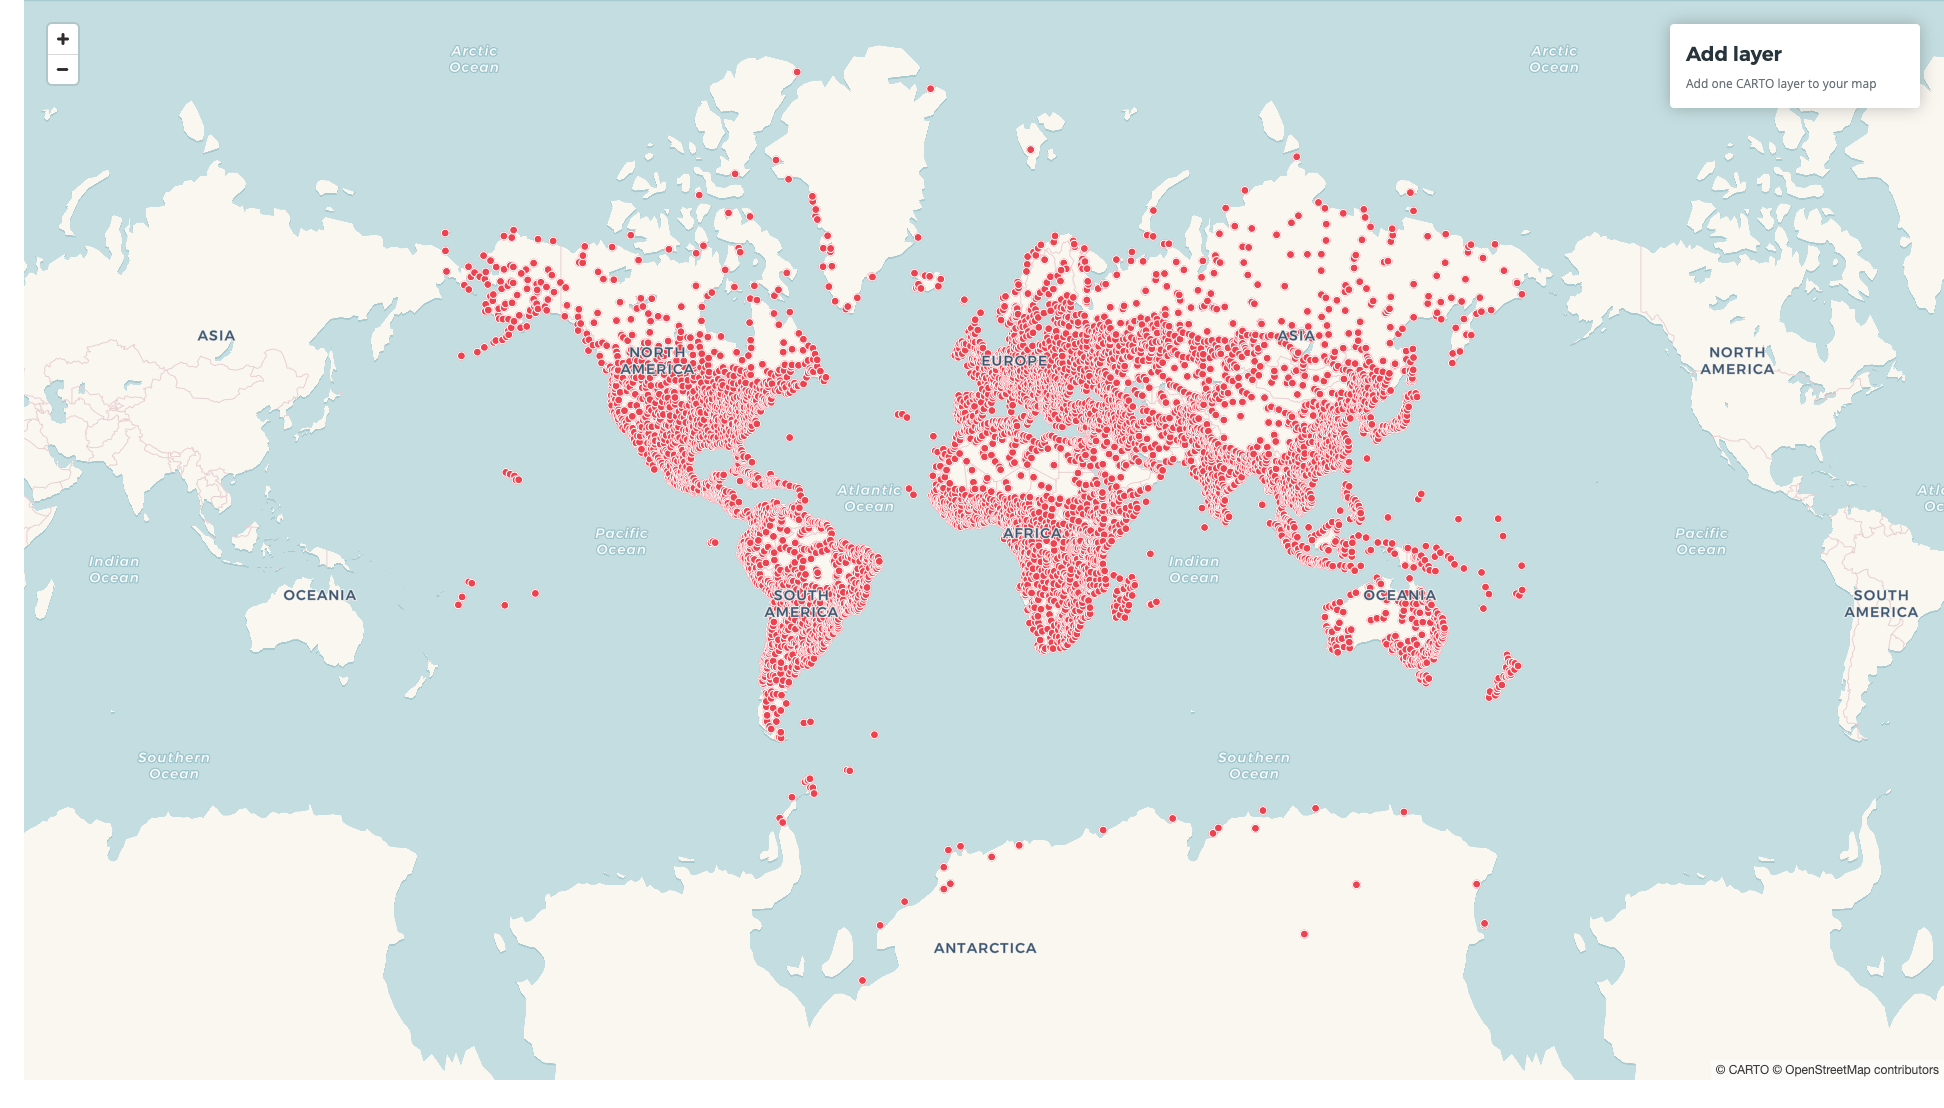 +
−
Arctic
Ocean
Arctic
Ocean
Add layer
Add one CARTO layer to your map
ASIA
NORTH
AMERICA
EUROPE
ASIA
NORTH
AMERICA
Atlantic
Ocean
Pacific
Ocean
AFRICA
Indian
Ocean
Pacific
Ocean
Indian
Ocean
OCEANIA
SOUTH
AMERICA
OCEANIA
SOUTH
AMERICA
Southern
Ocean
Southern
Ocean
ANTARCTICA
© CARTO © OpenStreetMap contributors